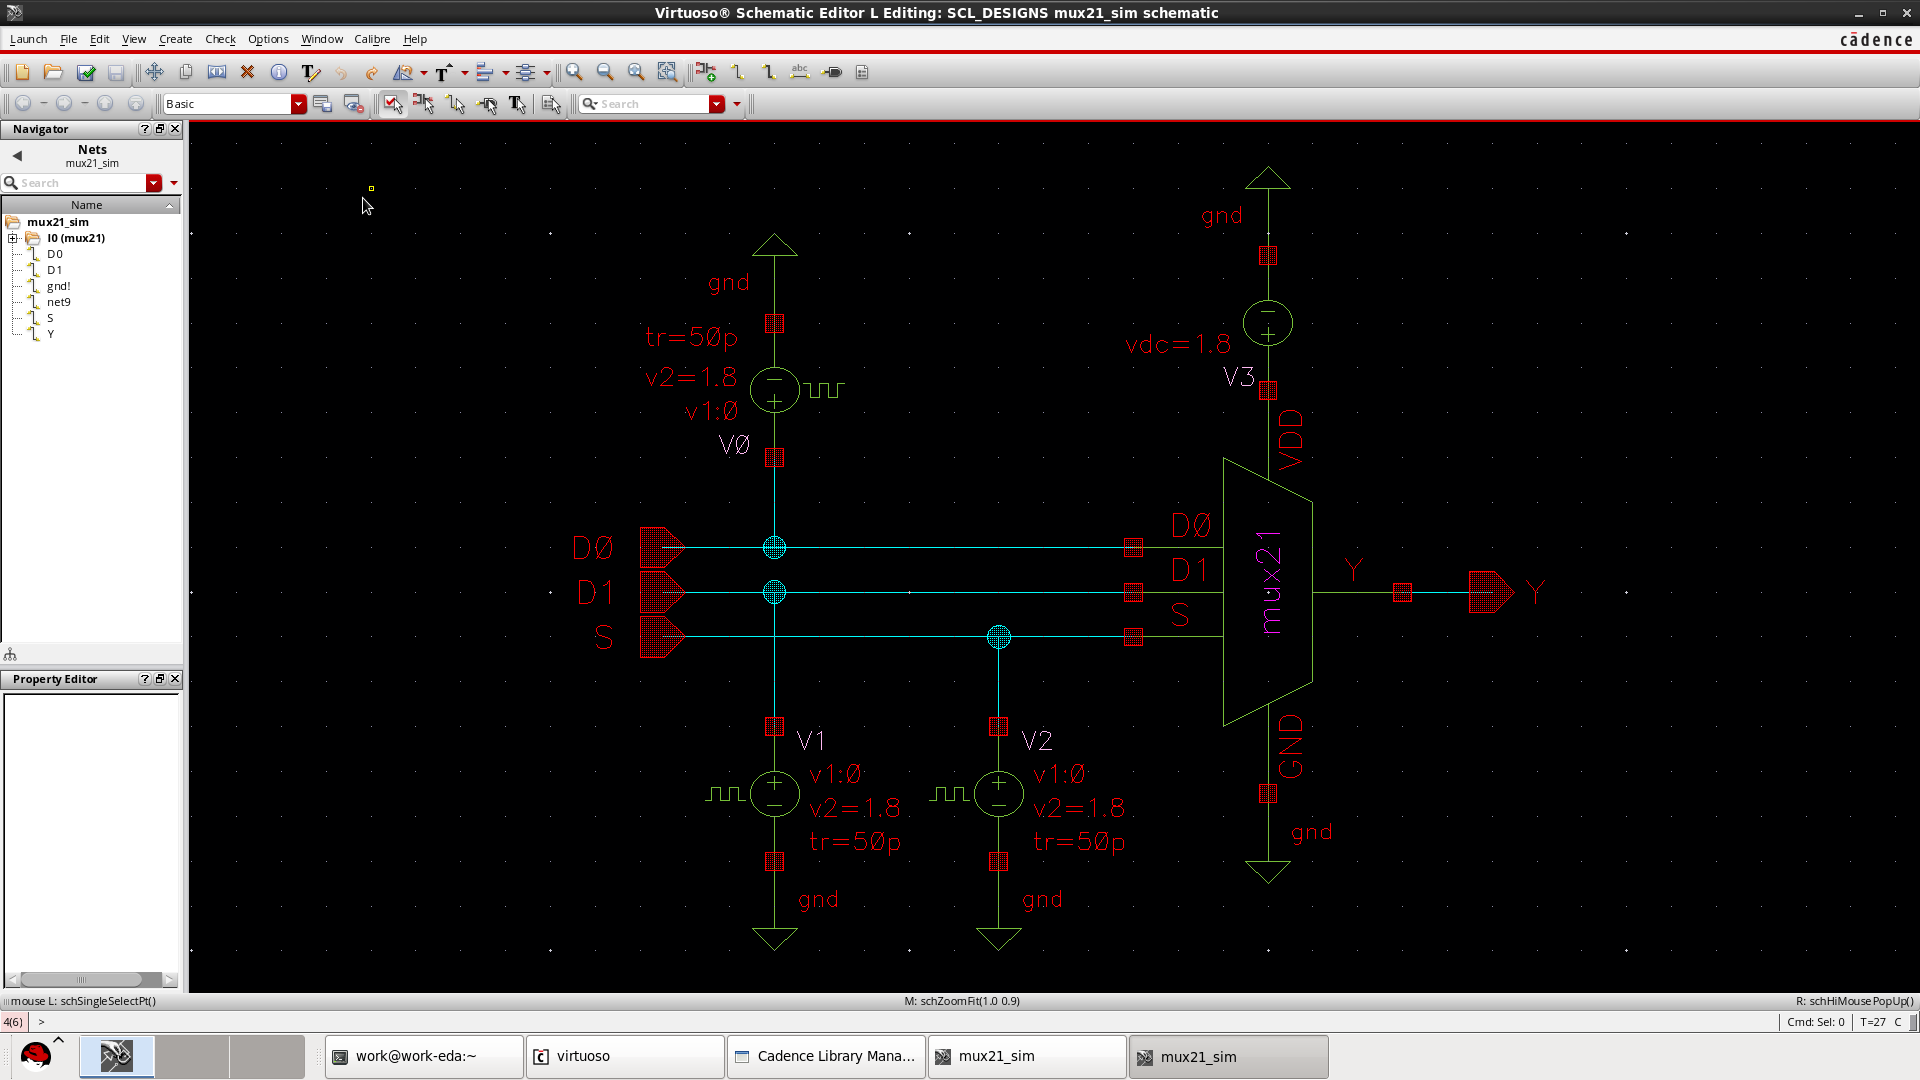 Virtuoso® Schematic Editor L Editing: SCL_DESIGNS mux21_sim schematic
Launch File Edit View Create Check Options Window Calibre Help
cādence
abc
Basic
Search
Navigator
Nets
mux21_sim
Search
Name
mux21_sim
I0 (mux21)
D0
D1
gnd!
net9
S
Y
Property Editor
gnd
tr=50p
v2=1.8
v1:0
V0
gnd
vdc=1.8
V3
VDD
D0
D1
S
D0
D1
S
mux21
Y
Y
GND
gnd
V1
v1:0
v2=1.8
tr=50p
gnd
V2
v1:0
v2=1.8
tr=50p
gnd
mouse L: schSingleSelectPt()
M: schZoomFit(1.0 0.9)
R: schHiMousePopUp()
4(6) >
Cmd: Sel: 0
T=27 C
work@work-eda:~
virtuoso
Cadence Library Mana...
mux21_sim
mux21_sim